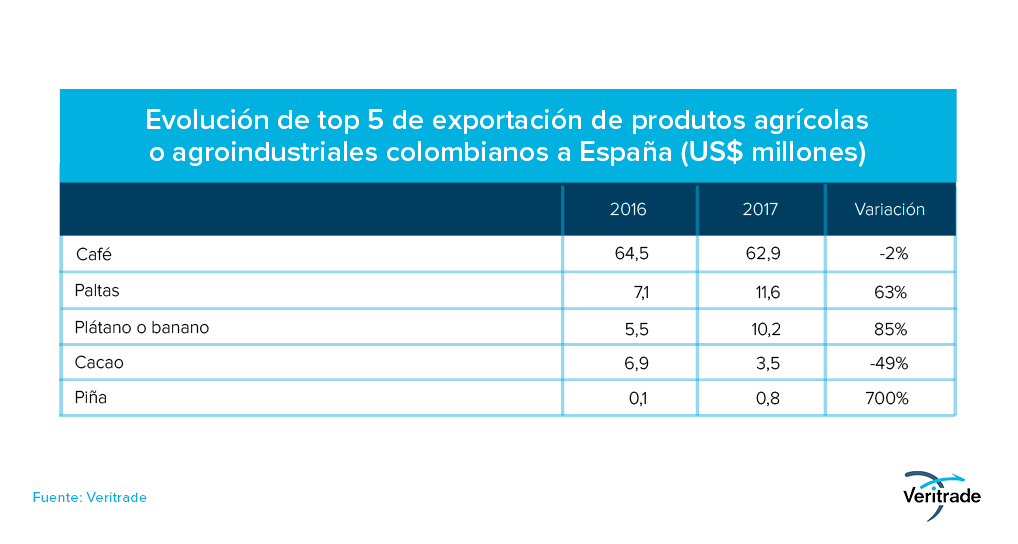 Evolución de top 5 de exportación de produtos agrícolas
o agroindustriales colombianos a España (US$ millones)
2016 2017 Variación
Café 64,5 62,9 -2%
Paltas 7,1 11,6 63%
Plátano o banano 5,5 10,2 85%
Cacao 6,9 3,5 -49%
Piña 0,1 0,8 700%
Fuente: Veritrade
Veritrade